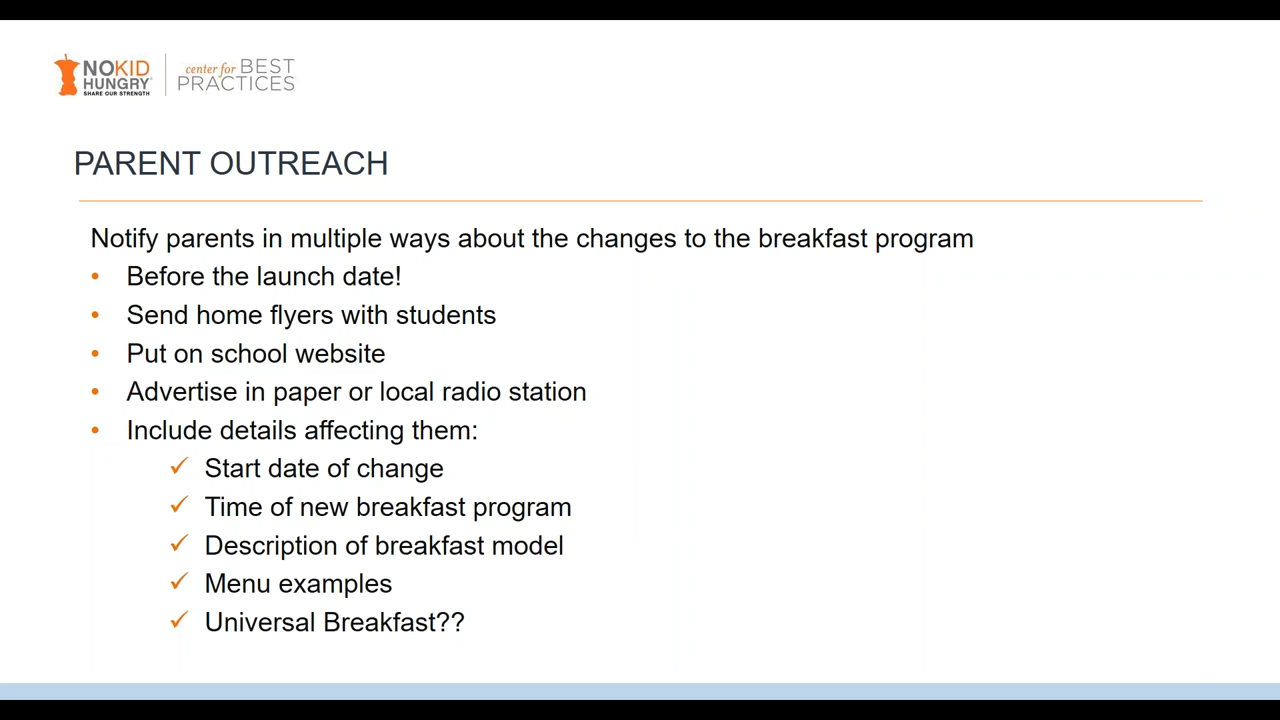 NOKID
HUNGRY®
SHARE OUR STRENGTH
center for BEST
PRACTICES
PARENT OUTREACH
Notify parents in multiple ways about the changes to the breakfast program
• Before the launch date!
• Send home flyers with students
• Put on school website
• Advertise in paper or local radio station
• Include details affecting them:
✓ Start date of change
✓ Time of new breakfast program
✓ Description of breakfast model
✓ Menu examples
✓ Universal Breakfast??